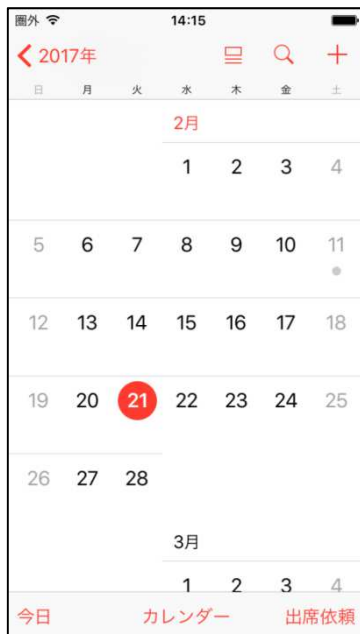 圏外 14:15
2017年
日 月 火 水 木 金 土
2月
1 2 3 4
5 6 7 8 9 10 11
12 13 14 15 16 17 18
19 20 21 22 23 24 25
26 27 28
3月
1 2 3 4
今日 カレンダー 出席依頼